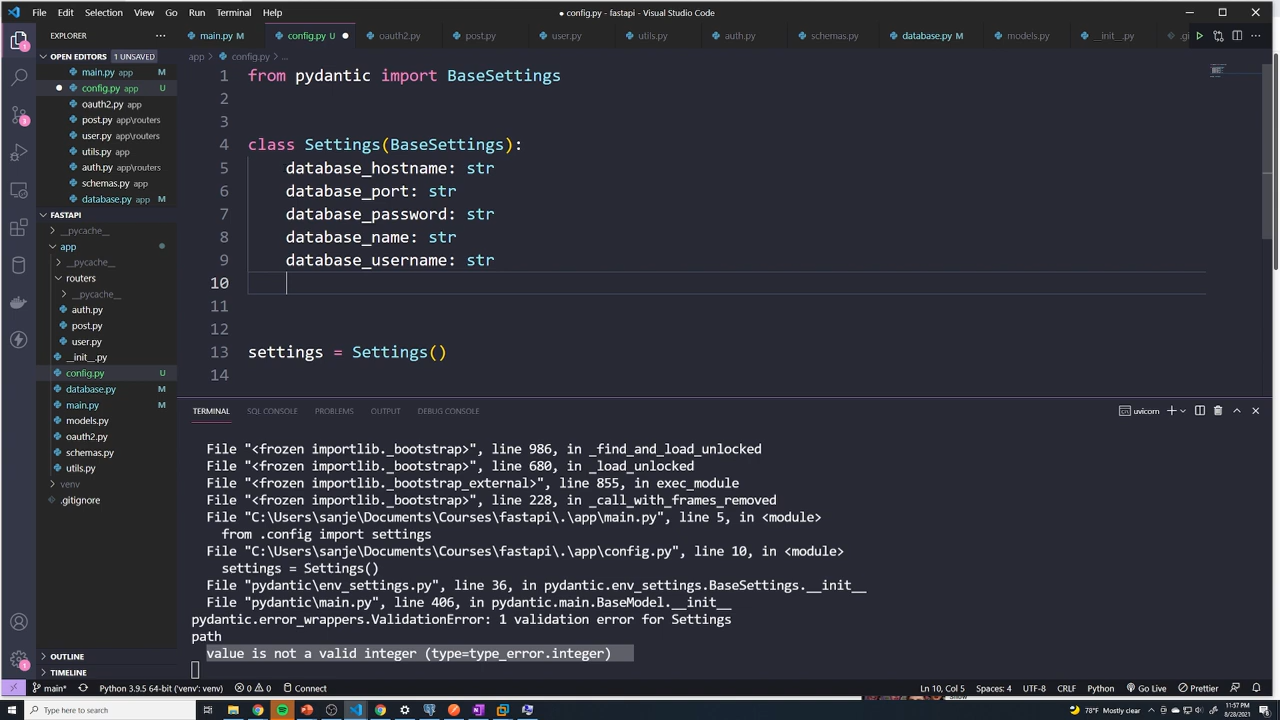 File Edit Selection View Go Run Terminal Help
● config.py - fastapi - Visual Studio Code
EXPLORER
main.py M
config.py U
oauth2.py
post.py
user.py
utils.py
auth.py
schemas.py
database.py M
models.py
__init__.py
OPEN EDITORS 1 UNSAVED
main.py app M
config.py app U
oauth2.py app
post.py app\routers
user.py app\routers
utils.py app
auth.py app\routers
schemas.py app
database.py app M
FASTAPI
__pycache__
app
__pycache__
routers
__pycache__
auth.py
post.py
user.py
__init__.py
config.py U
database.py M
main.py M
models.py
oauth2.py
schemas.py
utils.py
venv
.gitignore
OUTLINE
TIMELINE
app > config.py > ...
1 from pydantic import BaseSettings
2
3
4 class Settings(BaseSettings):
5 database_hostname: str
6 database_port: str
7 database_password: str
8 database_name: str
9 database_username: str
10
11
12
13 settings = Settings()
14
TERMINAL SQL CONSOLE PROBLEMS OUTPUT DEBUG CONSOLE
uvicorn
File "<frozen importlib._bootstrap>", line 986, in _find_and_load_unlocked
File "<frozen importlib._bootstrap>", line 680, in _load_unlocked
File "<frozen importlib._bootstrap_external>", line 855, in exec_module
File "<frozen importlib._bootstrap>", line 228, in _call_with_frames_removed
File "C:\Users\sanje\Documents\Courses\fastapi\.\app\main.py", line 5, in <module>
from .config import settings
File "C:\Users\sanje\Documents\Courses\fastapi\.\app\config.py", line 10, in <module>
settings = Settings()
File "pydantic\env_settings.py", line 36, in pydantic.env_settings.BaseSettings.__init__
File "pydantic\main.py", line 406, in pydantic.main.BaseModel.__init__
pydantic.error_wrappers.ValidationError: 1 validation error for Settings
path
value is not a valid integer (type=type_error.integer)
main* Python 3.9.5 64-bit ('venv': venv) 0 0 Connect
Ln 10, Col 5 Spaces: 4 UTF-8 CRLF Python Go Live Prettier
Type here to search
78°F Mostly clear
11:57 PM
8/28/2021